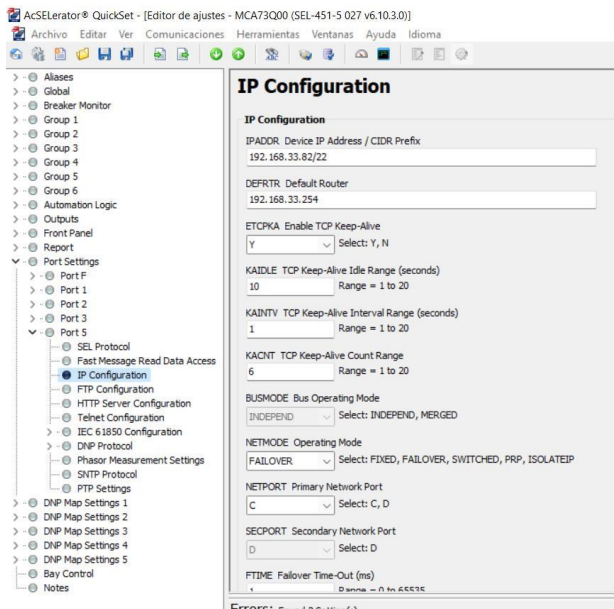 AcSELerator® QuickSet - [Editor de ajustes - MCA73Q00 (SEL-451-5 027 v6.10.3.0)]
Archivo Editar Ver Comunicaciones Herramientas Ventanas Ayuda Idioma
Aliases
Global
Breaker Monitor
Group 1
Group 2
Group 3
Group 4
Group 5
Group 6
Automation Logic
Outputs
Front Panel
Report
Port Settings
Port F
Port 1
Port 2
Port 3
Port 5
SEL Protocol
Fast Message Read Data Access
IP Configuration
FTP Configuration
HTTP Server Configuration
Telnet Configuration
IEC 61850 Configuration
DNP Protocol
Phasor Measurement Settings
SNTP Protocol
PTP Settings
DNP Map Settings 1
DNP Map Settings 2
DNP Map Settings 3
DNP Map Settings 4
DNP Map Settings 5
Bay Control
Notes
IP Configuration
IP Configuration
IPADDR Device IP Address / CIDR Prefix
192.168.33.82/22
DEFRTR Default Router
192.168.33.254
ETCPKA Enable TCP Keep-Alive
Y Select: Y, N
KAIDLE TCP Keep-Alive Idle Range (seconds)
10 Range = 1 to 20
KAINTV TCP Keep-Alive Interval Range (seconds)
1 Range = 1 to 20
KACNT TCP Keep-Alive Count Range
6 Range = 1 to 20
BUSMODE Bus Operating Mode
INDEPEND Select: INDEPEND, MERGED
NETMODE Operating Mode
FAILOVER Select: FIXED, FAILOVER, SWITCHED, PRP, ISOLATEIP
NETPORT Primary Network Port
C Select: C, D
SECPORT Secondary Network Port
D Select: D
FTIME Failover Time-Out (ms)
1 Range = 0 to 65535
Errors: